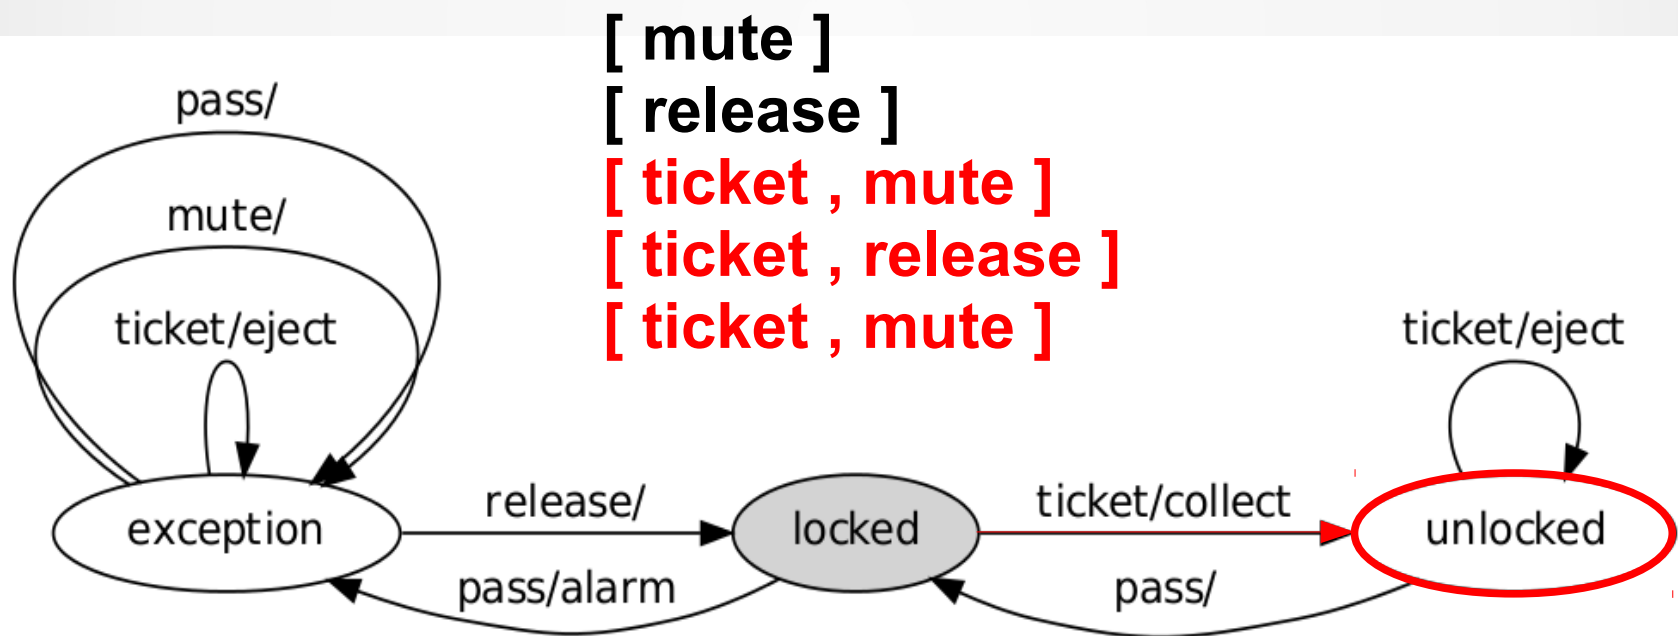 [ mute ]
[ release ]
[ ticket , mute ]
[ ticket , release ]
[ ticket , mute ]
pass/
mute/
ticket/eject
ticket/eject
exception
release/
locked
ticket/collect
unlocked
pass/alarm
pass/